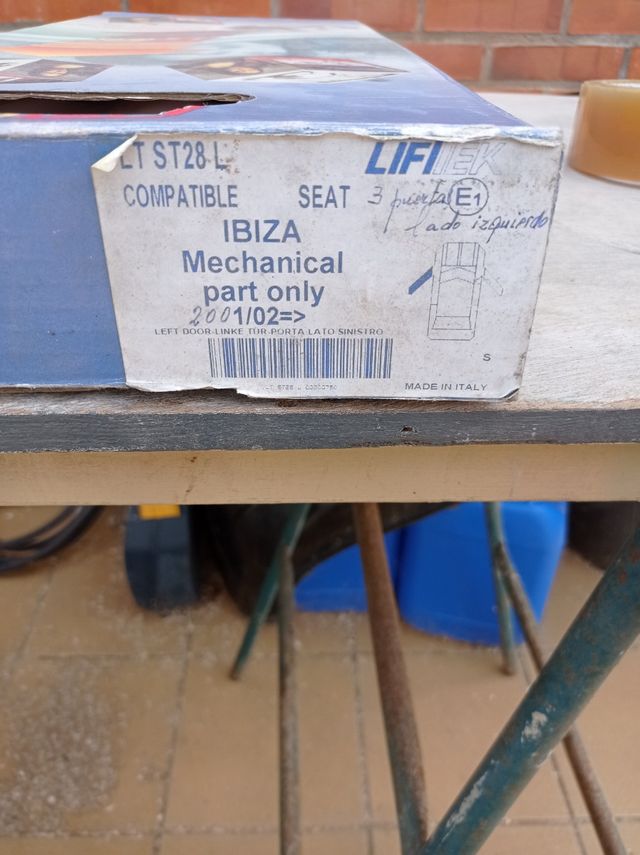 LT ST28 L
LIFITEK
COMPATIBLE SEAT 3 puertas E1
lado izquierdo
IBIZA
Mechanical
part only
2001/02=>
LEFT DOOR-LINKE TÜR-PORTA LATO SINISTRO
S
MADE IN ITALY